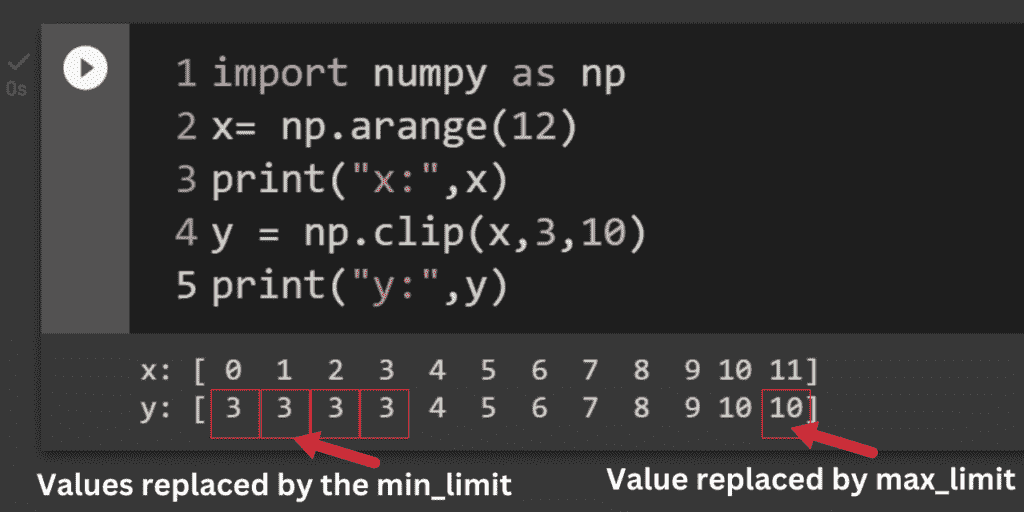 1 import numpy as np
2 x= np.arange(12)
3 print("x:",x)
4 y = np.clip(x,3,10)
5 print("y:",y)
0s
x: [ 0 1 2 3 4 5 6 7 8 9 10 11]
y: [ 3 3 3 3 4 5 6 7 8 9 10 10]
Values replaced by the min_limit
Value replaced by max_limit